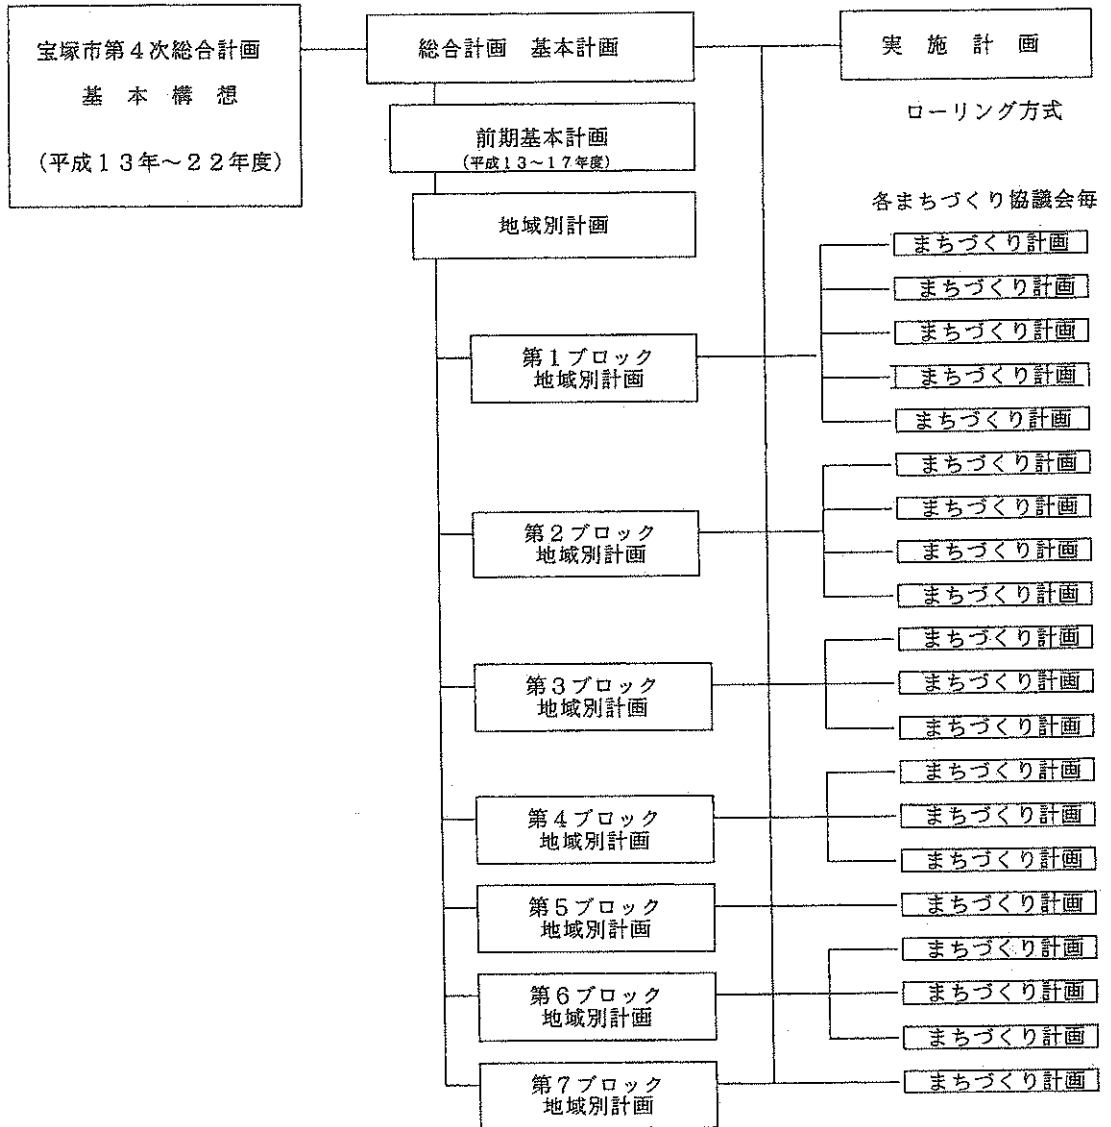 宝塚市第4次総合計画
基本構想
(平成13年～22年度)
総合計画 基本計画
実施計画
ローリング方式
前期基本計画
(平成13～17年度)
地域別計画
各まちづくり協議会毎
まちづくり計画
まちづくり計画
まちづくり計画
まちづくり計画
まちづくり計画
第1ブロック
地域別計画
まちづくり計画
まちづくり計画
まちづくり計画
まちづくり計画
第2ブロック
地域別計画
まちづくり計画
まちづくり計画
まちづくり計画
第3ブロック
地域別計画
まちづくり計画
まちづくり計画
まちづくり計画
第4ブロック
地域別計画
まちづくり計画
第5ブロック
地域別計画
まちづくり計画
まちづくり計画
まちづくり計画
第6ブロック
地域別計画
まちづくり計画
第7ブロック
地域別計画